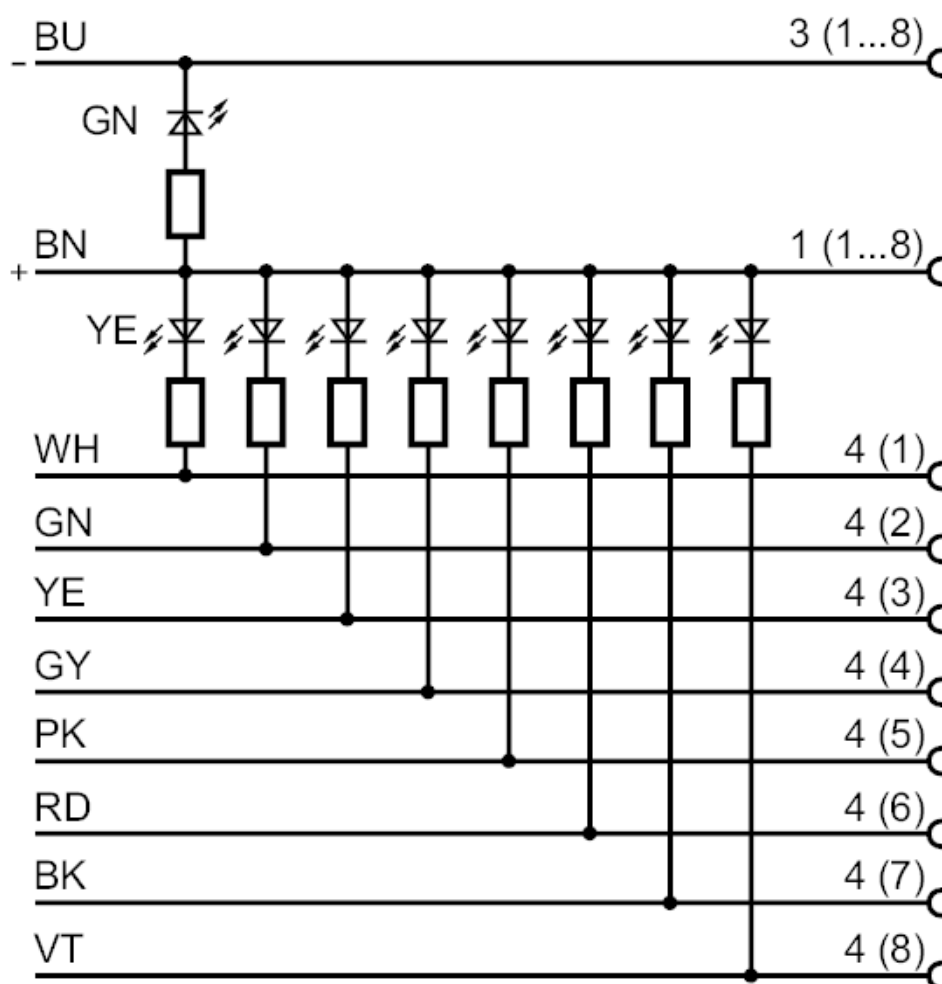 BU 3 (1...8)
-
GN
BN 1 (1...8)
+
YE
WH 4 (1)
GN 4 (2)
YE 4 (3)
GY 4 (4)
PK 4 (5)
RD 4 (6)
BK 4 (7)
VT 4 (8)